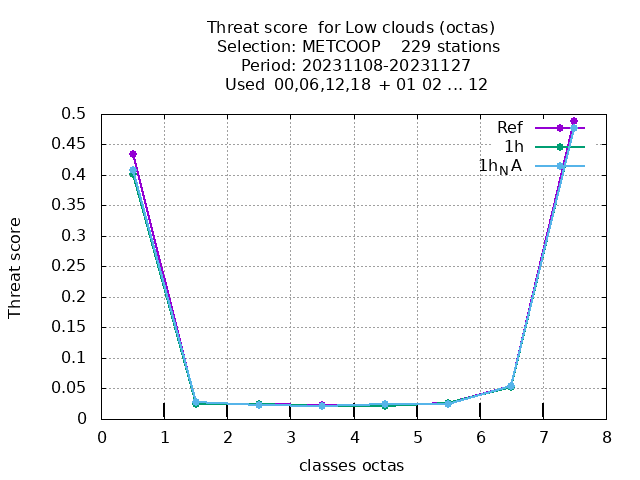 Threat score  for Low clouds (octas)
Selection: METCOOP    229 stations
Period: 20231108-20231127
Used  00,06,12,18 + 01 02 ... 12
Ref
1h
1h_NA
0.5
0.45
0.4
0.35
0.3
0.25
0.2
0.15
0.1
0.05
0
Threat score
0 1 2 3 4 5 6 7 8
classes octas